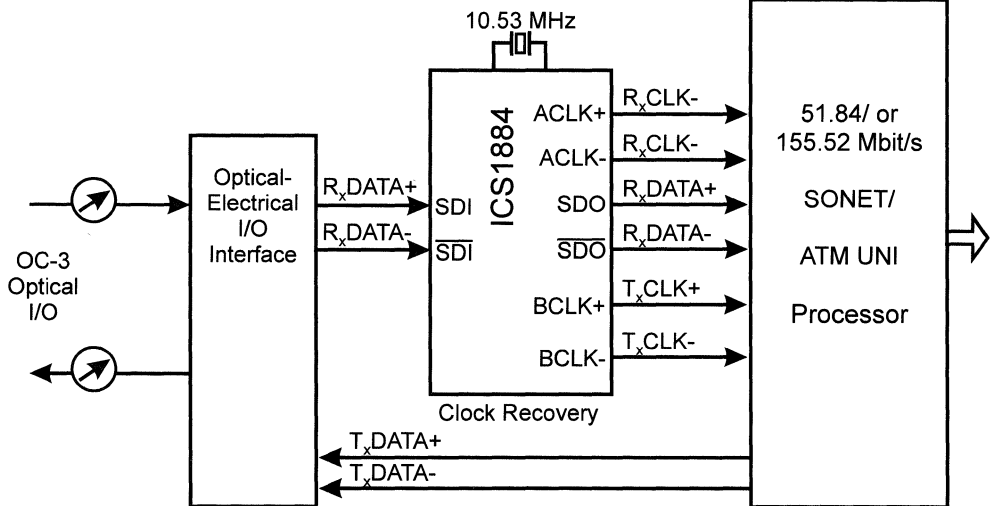 10.53 MHz
OC-3
Optical
I/O
Optical-
Electrical
I/O
Interface
RxDATA+
RxDATA-
SDI
S̅D̅I̅
ICS1884
ACLK+
ACLK-
SDO
S̅D̅O̅
BCLK+
BCLK-
Clock Recovery
RxCLK-
RxCLK-
RxDATA+
RxDATA-
TxCLK+
TxCLK-
51.84/ or
155.52 Mbit/s
SONET/
ATM UNI
Processor
TxDATA+
TxDATA-